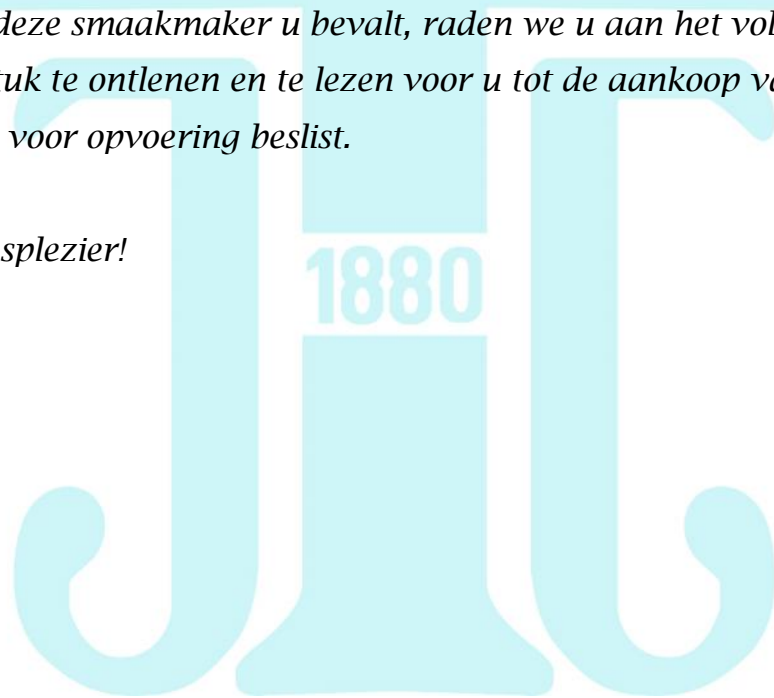 deze smaakmaker u bevalt, raden we u aan het vol
tuk te ontlenen en te lezen voor u tot de aankoop va
voor opvoering beslist.
splezier!
1880